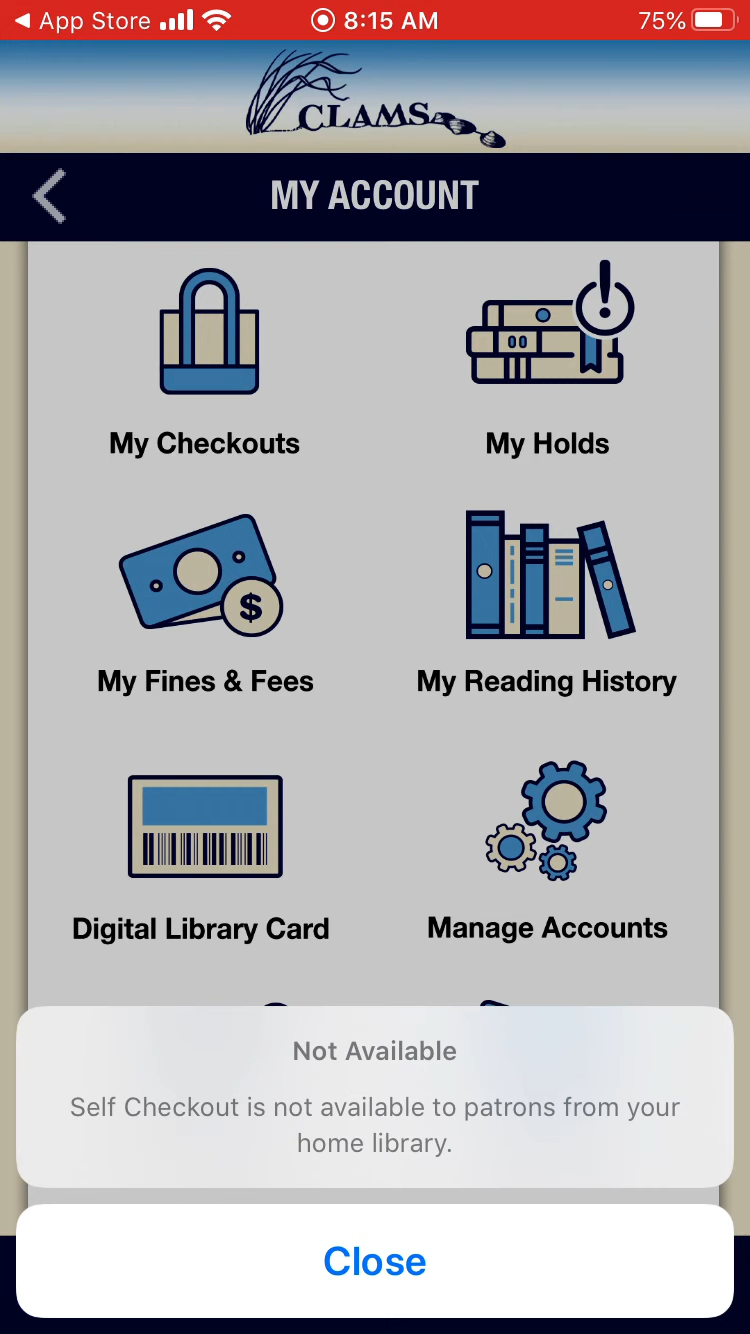 App Store 8:15 AM 75%
CLAMS
MY ACCOUNT
My Checkouts My Holds
$
My Fines & Fees My Reading History
Digital Library Card Manage Accounts
Not Available
Self Checkout is not available to patrons from your
home library.
Close